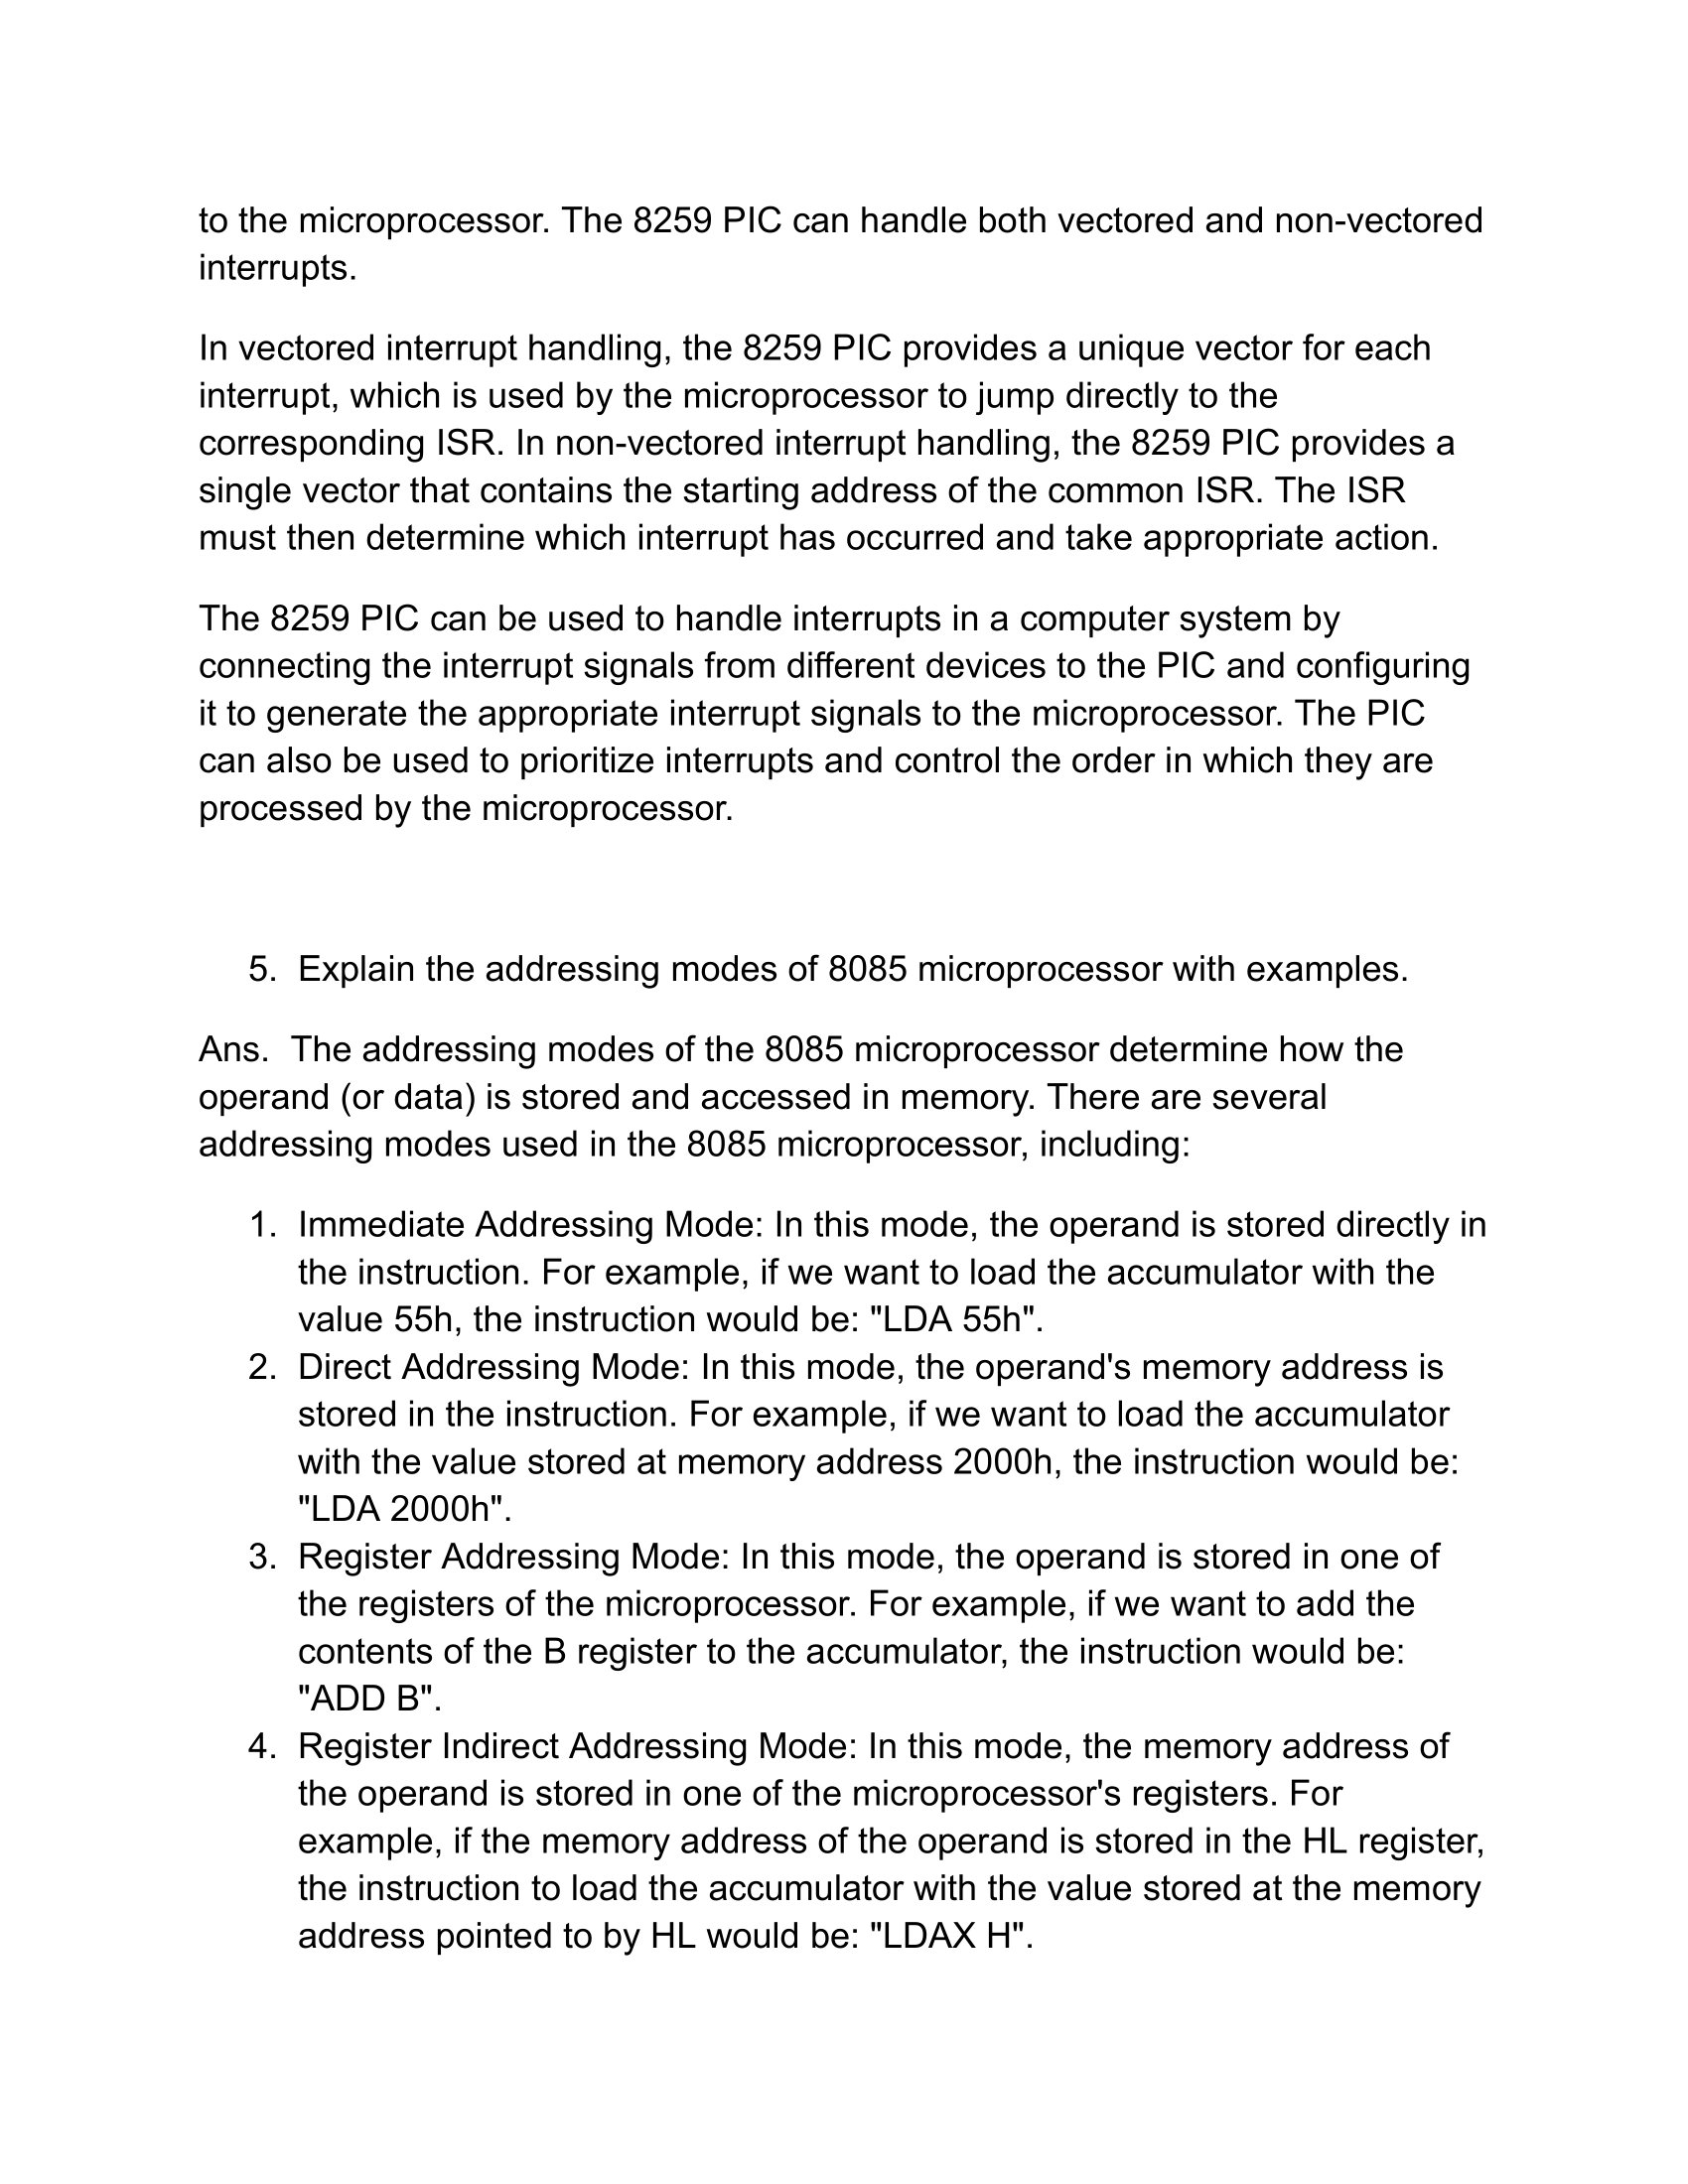 to the microprocessor. The 8259 PIC can handle both vectored and non-vectored
interrupts.
In vectored interrupt handling, the 8259 PIC provides a unique vector for each
interrupt, which is used by the microprocessor to jump directly to the
corresponding ISR. In non-vectored interrupt handling, the 8259 PIC provides a
single vector that contains the starting address of the common ISR. The ISR
must then determine which interrupt has occurred and take appropriate action.
The 8259 PIC can be used to handle interrupts in a computer system by
connecting the interrupt signals from different devices to the PIC and configuring
it to generate the appropriate interrupt signals to the microprocessor. The PIC
can also be used to prioritize interrupts and control the order in which they are
processed by the microprocessor.
5. Explain the addressing modes of 8085 microprocessor with examples.
Ans. The addressing modes of the 8085 microprocessor determine how the
operand (or data) is stored and accessed in memory. There are several
addressing modes used in the 8085 microprocessor, including:
1. Immediate Addressing Mode: In this mode, the operand is stored directly in
the instruction. For example, if we want to load the accumulator with the
value 55h, the instruction would be: "LDA 55h".
2. Direct Addressing Mode: In this mode, the operand's memory address is
stored in the instruction. For example, if we want to load the accumulator
with the value stored at memory address 2000h, the instruction would be:
"LDA 2000h".
3. Register Addressing Mode: In this mode, the operand is stored in one of
the registers of the microprocessor. For example, if we want to add the
contents of the B register to the accumulator, the instruction would be:
"ADD B".
4. Register Indirect Addressing Mode: In this mode, the memory address of
the operand is stored in one of the microprocessor's registers. For
example, if the memory address of the operand is stored in the HL register,
the instruction to load the accumulator with the value stored at the memory
address pointed to by HL would be: "LDAX H".